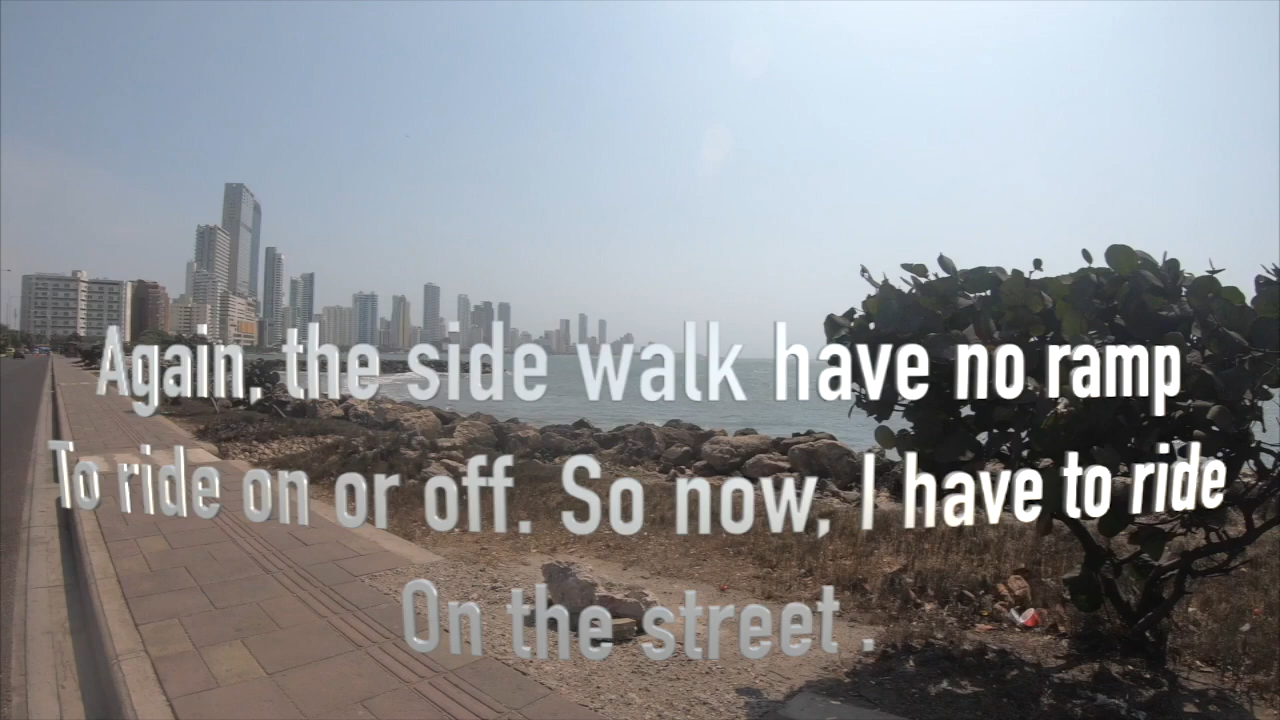 Again, the side walk have no ramp
To ride on or off. So now, I have to ride
On the street .